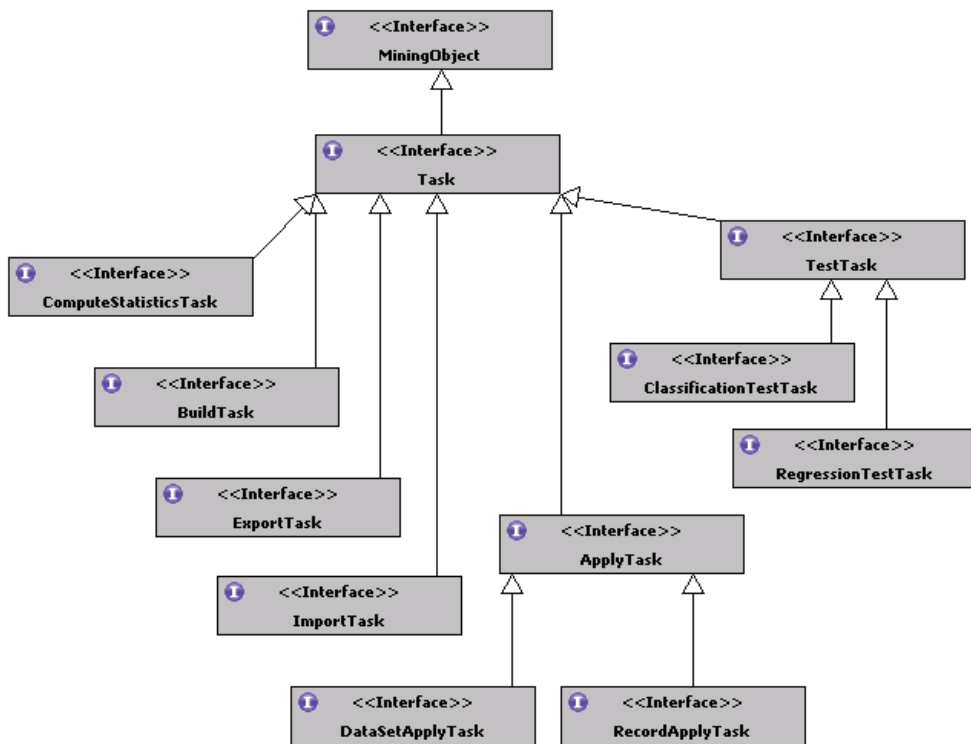 <<Interface>>
MiningObject
<<Interface>>
Task
<<Interface>>
TestTask
<<Interface>>
ComputeStatisticsTask
<<Interface>>
ClassificationTestTask
<<Interface>>
BuildTask
<<Interface>>
RegressionTestTask
<<Interface>>
ExportTask
<<Interface>>
ApplyTask
<<Interface>>
ImportTask
<<Interface>>
DataSetApplyTask
<<Interface>>
RecordApplyTask